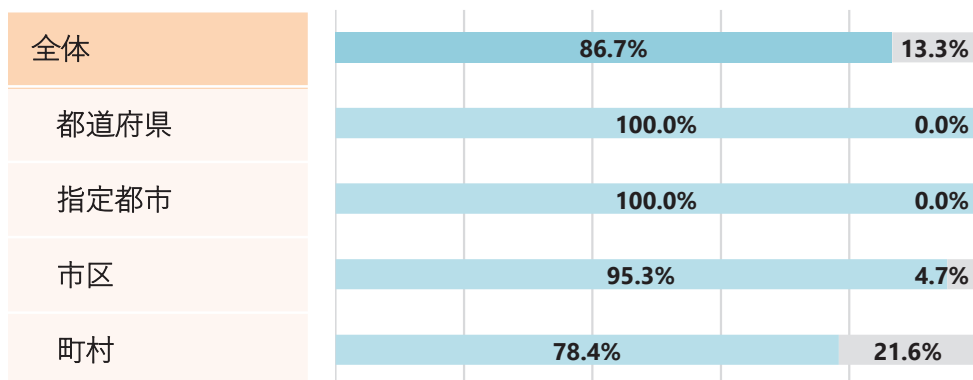 全体 86.7% 13.3%
都道府県 100.0% 0.0%
指定都市 100.0% 0.0%
市区 95.3% 4.7%
町村 78.4% 21.6%